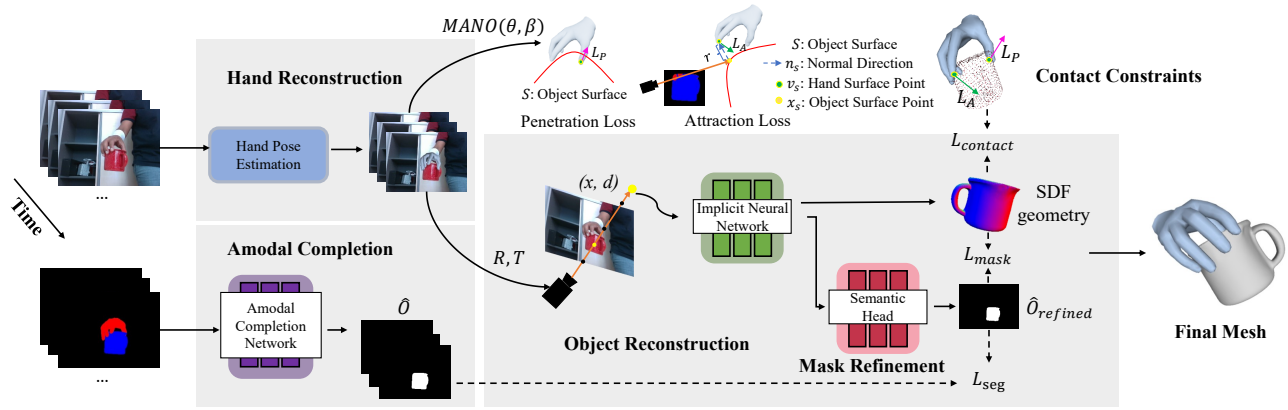 MANO(θ, β)
L_P
S: Object Surface
Penetration Loss
r
L_A
S: Object Surface
n_s: Normal Direction
v_s: Hand Surface Point
x_s: Object Surface Point
Attraction Loss
L_P
L_A
Contact Constraints
Hand Reconstruction
Hand Pose
Estimation
...
Time
Amodal Completion
Amodal
Completion
Network
Ô
...
R, T
(x, d)
Implicit Neural
Network
L_contact
SDF
geometry
L_mask
Semantic
Head
Ô_refined
Object Reconstruction
Mask Refinement
L_seg
Final Mesh